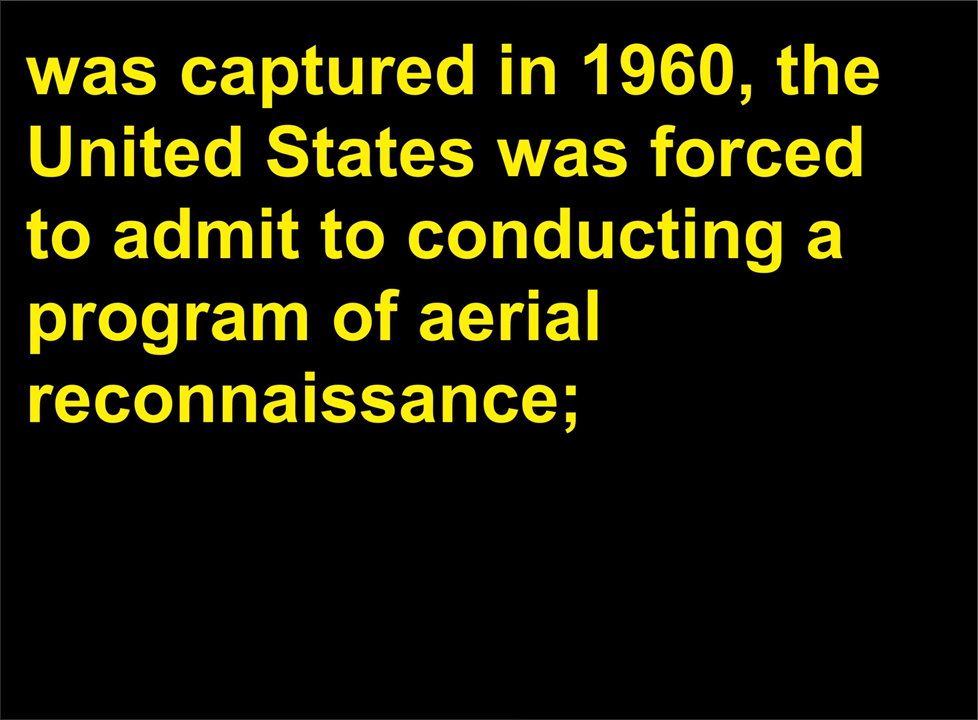 was captured in 1960, the
United States was forced
to admit to conducting a
program of aerial
reconnaissance;